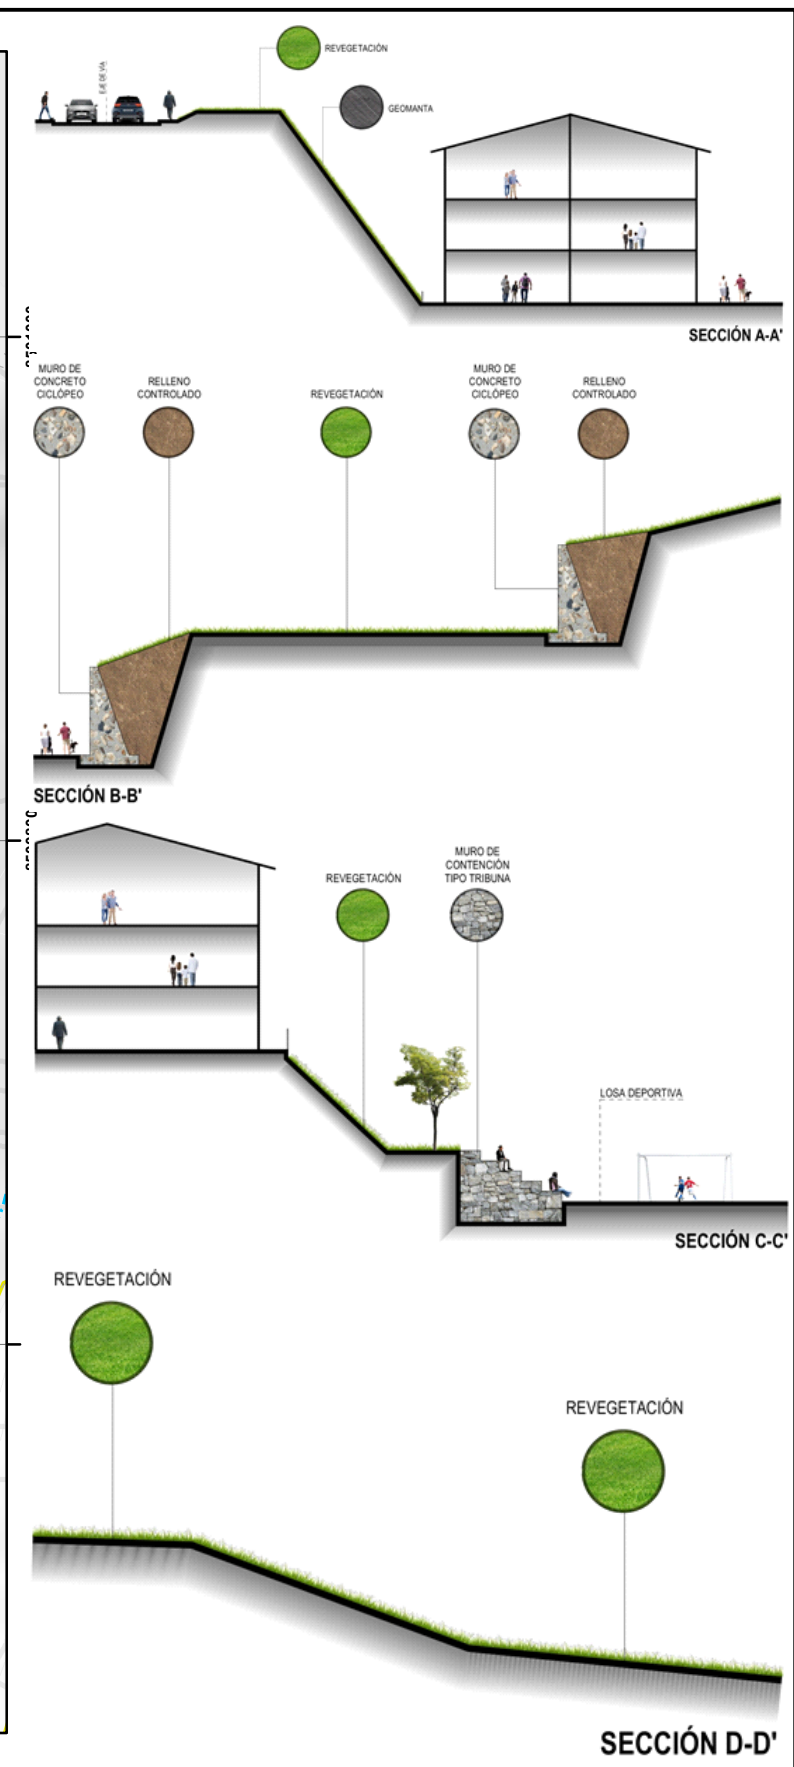 REVEGETACIÓN
EJE DE VÍA
GEOMANTA
SECCIÓN A-A'
MURO DE
CONCRETO
CICLÓPEO
RELLENO
CONTROLADO
REVEGETACIÓN
MURO DE
CONCRETO
CICLÓPEO
RELLENO
CONTROLADO
SECCIÓN B-B'
REVEGETACIÓN
MURO DE
CONTENCIÓN
TIPO TRIBUNA
LOSA DEPORTIVA
SECCIÓN C-C'
REVEGETACIÓN
REVEGETACIÓN
SECCIÓN D-D'